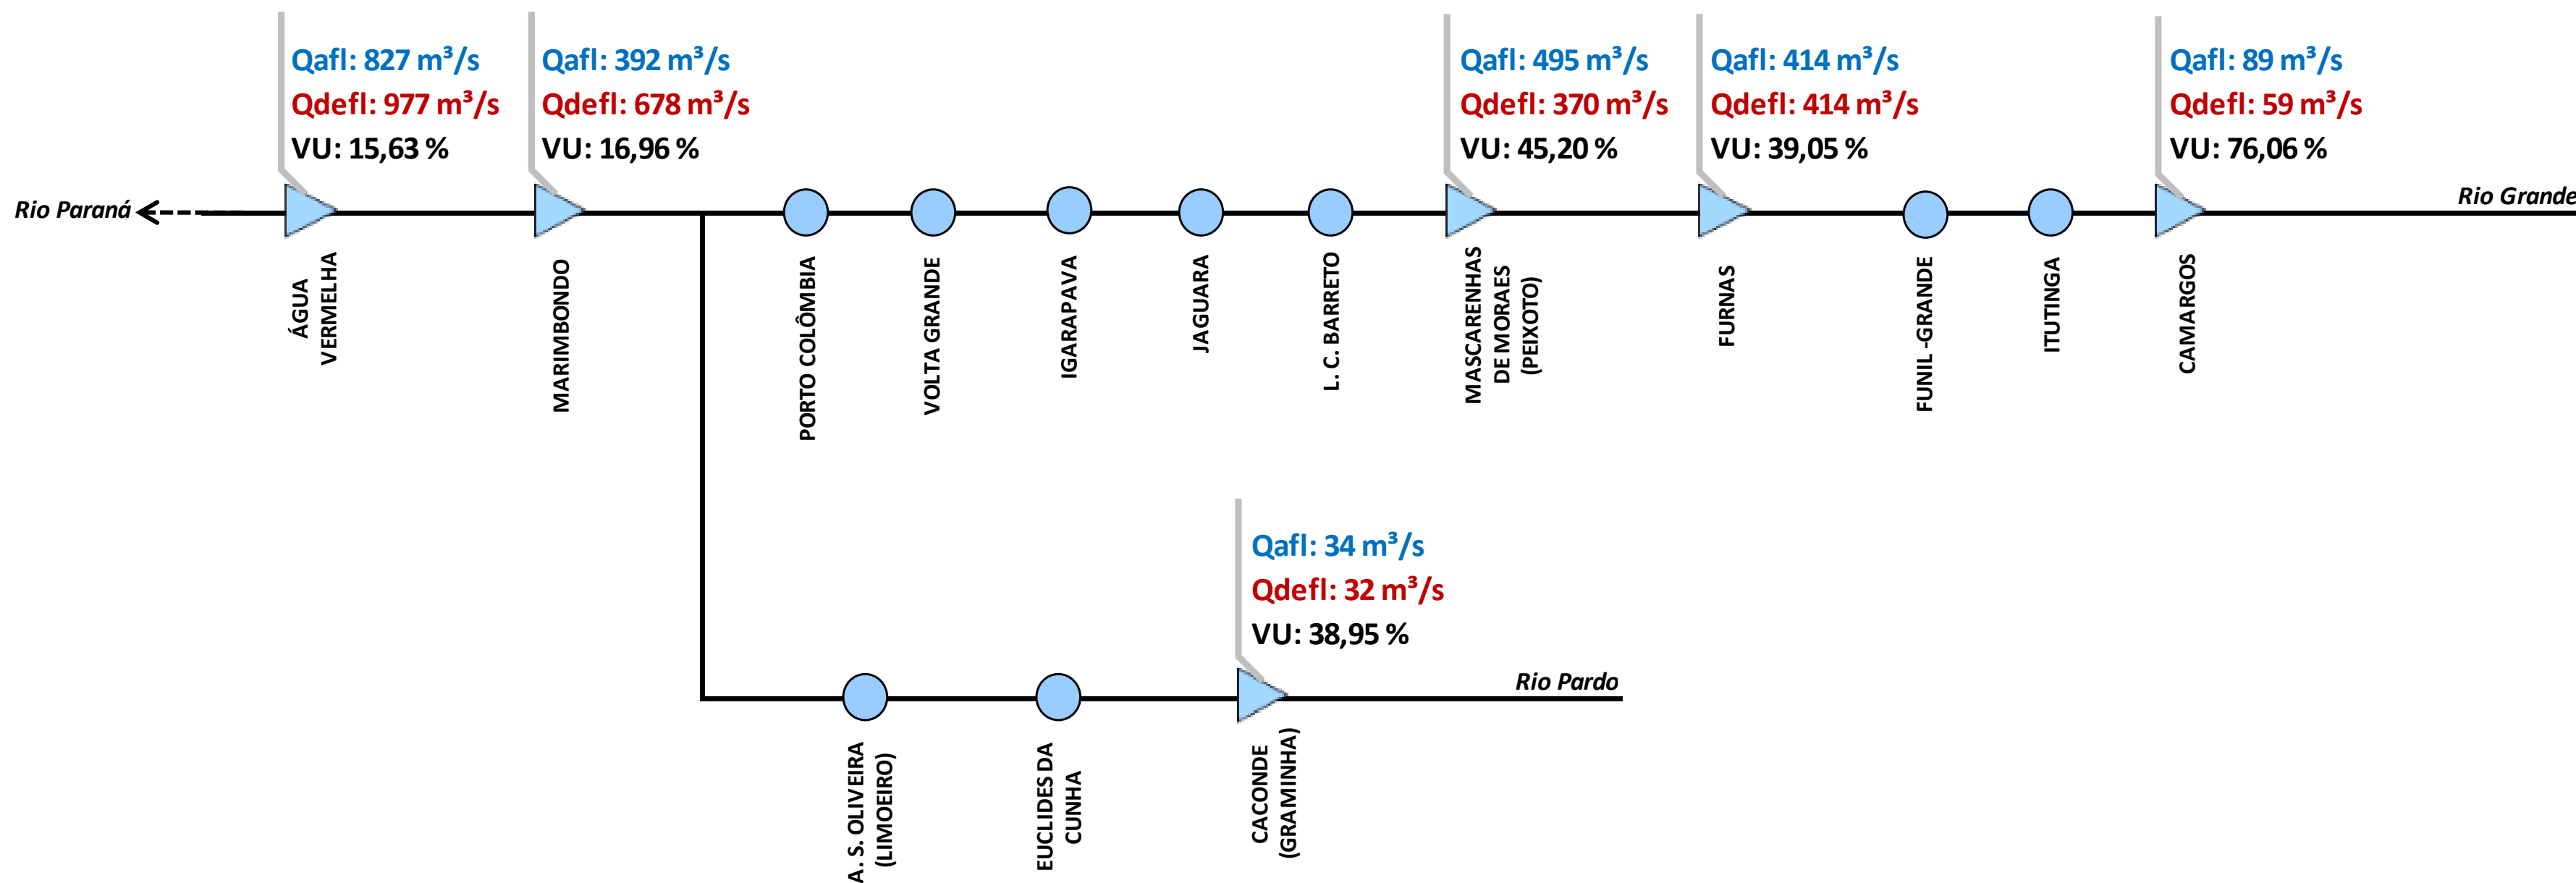 Qafl: 827 m³/s
Qdefl: 977 m³/s
VU: 15,63 %
Qafl: 392 m³/s
Qdefl: 678 m³/s
VU: 16,96 %
Qafl: 495 m³/s
Qdefl: 370 m³/s
VU: 45,20 %
Qafl: 414 m³/s
Qdefl: 414 m³/s
VU: 39,05 %
Qafl: 89 m³/s
Qdefl: 59 m³/s
VU: 76,06 %
Rio Paraná
Rio Grande
ÁGUA
VERMELHA
MARIMBONDO
PORTO COLÔMBIA
VOLTA GRANDE
IGARAPAVA
JAGUARA
L. C. BARRETO
MASCARENHAS
DE MORAES
(PEIXOTO)
FURNAS
FUNIL -GRANDE
ITUTINGA
CAMARGOS
Qafl: 34 m³/s
Qdefl: 32 m³/s
VU: 38,95 %
Rio Pardo
A. S. OLIVEIRA
(LIMOEIRO)
EUCLIDES DA
CUNHA
CACONDE
(GRAMINHA)